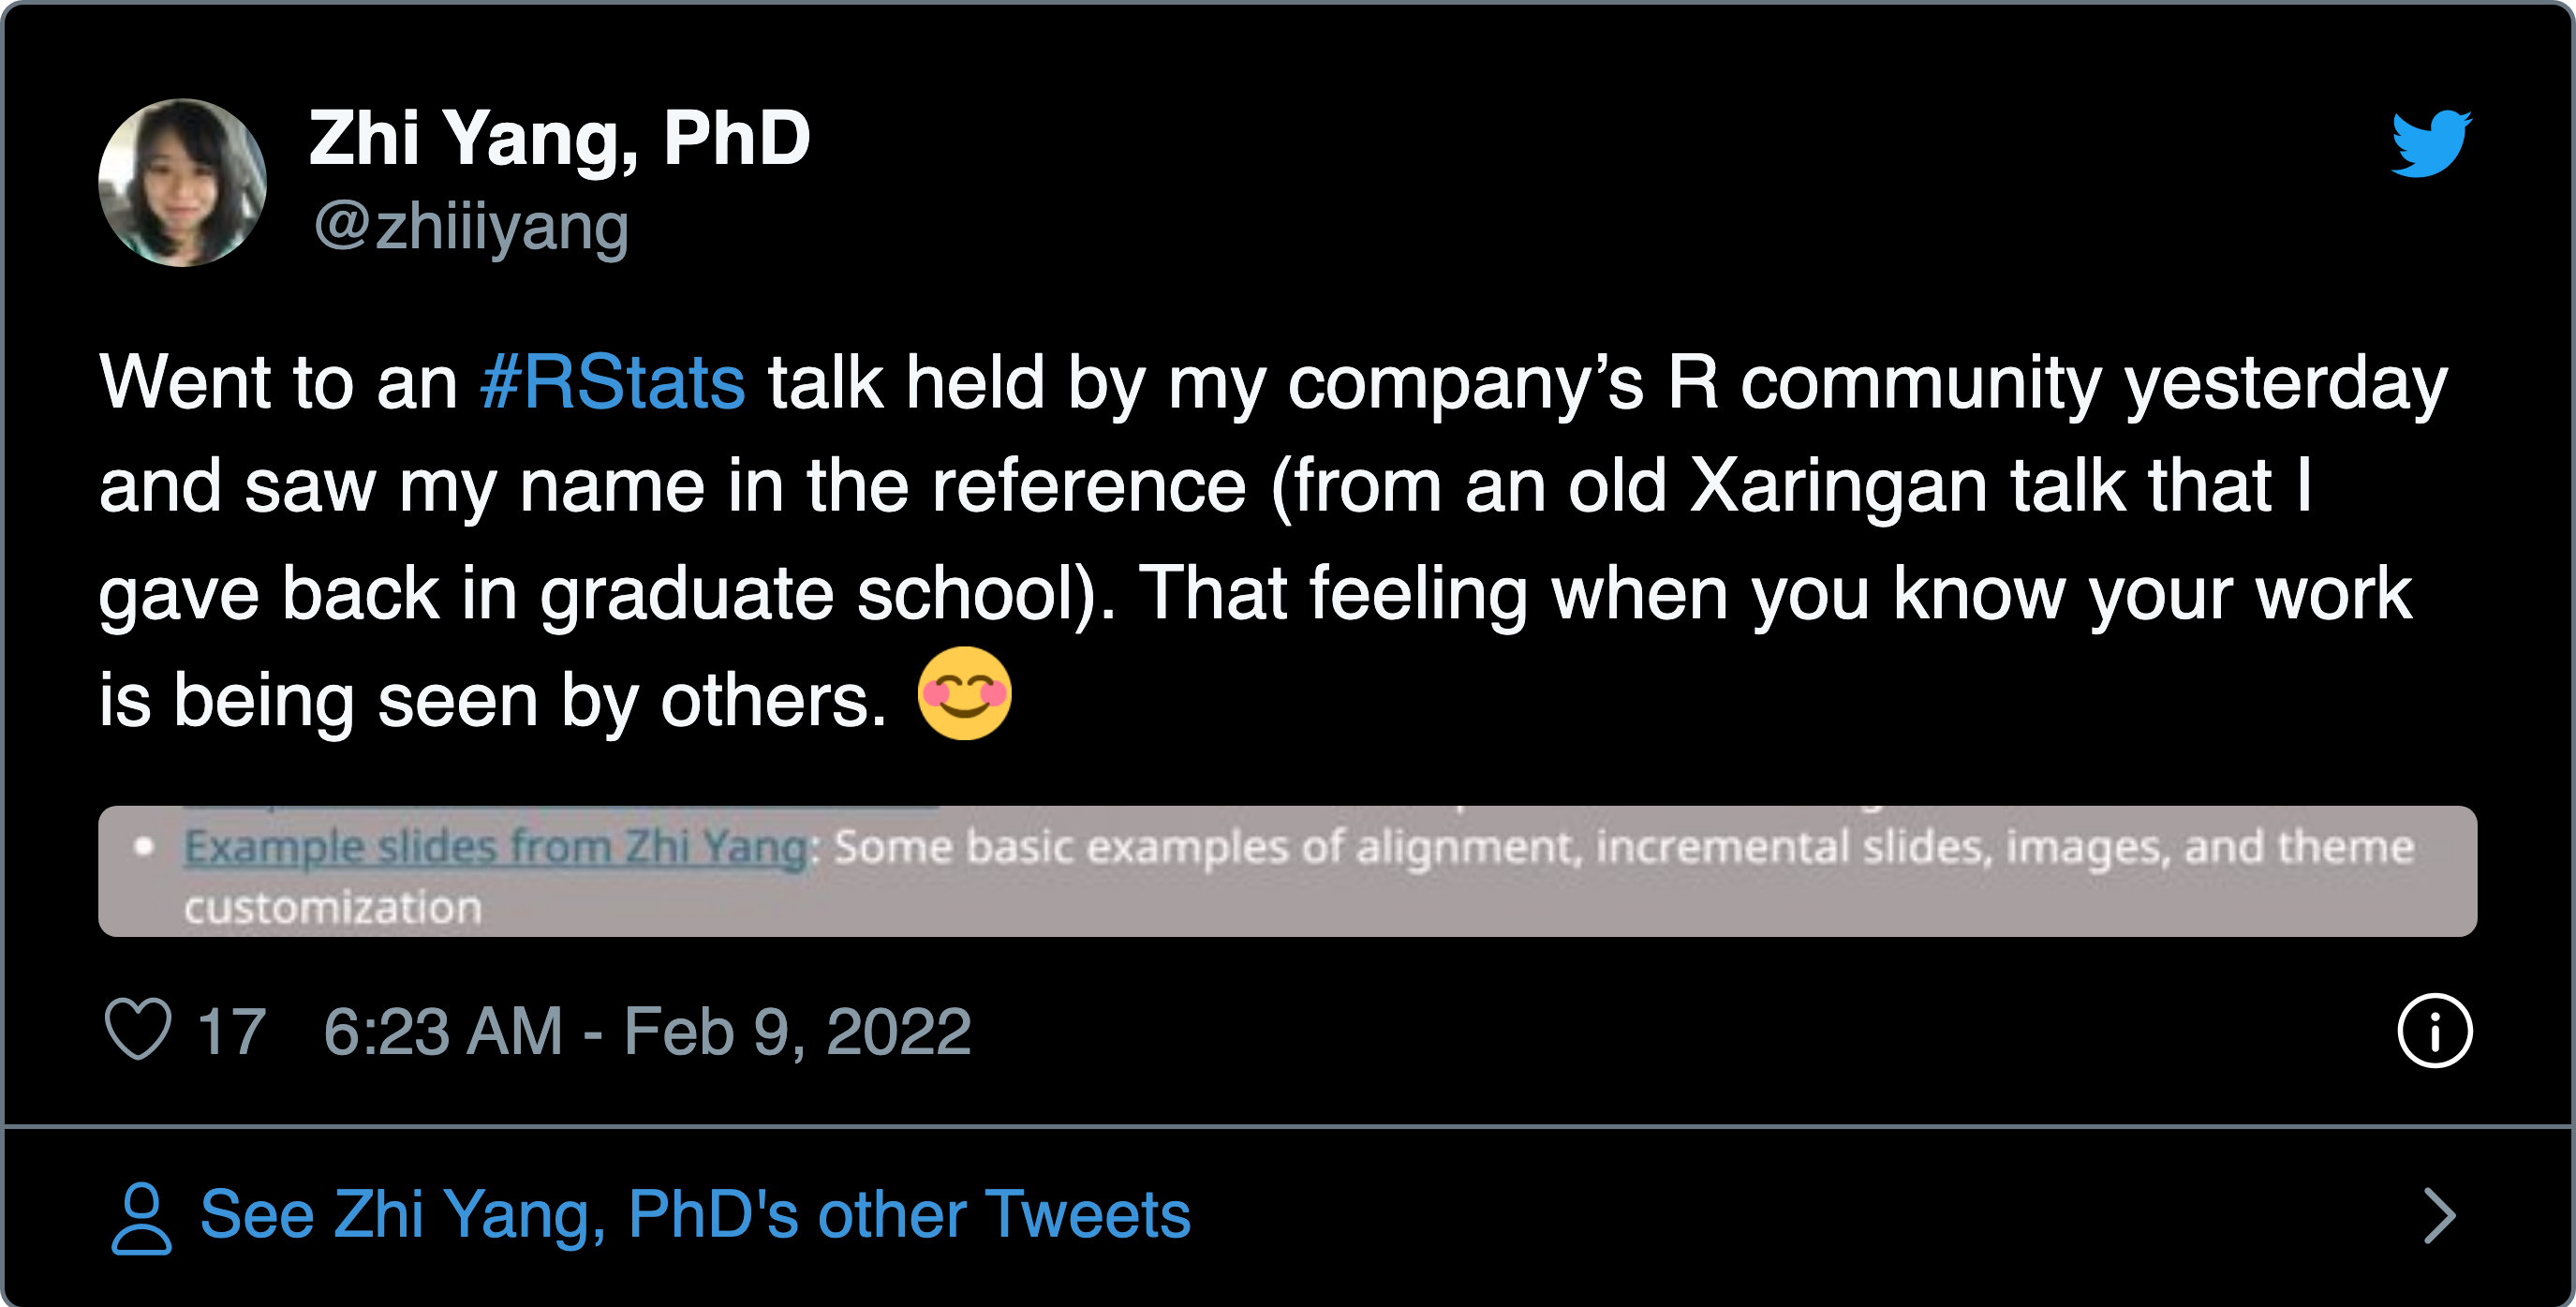 Zhi Yang, PhD
@zhiiiyang
Went to an #RStats talk held by my company’s R community yesterday
and saw my name in the reference (from an old Xaringan talk that I
gave back in graduate school). That feeling when you know your work
is being seen by others. 😊
• Example slides from Zhi Yang: Some basic examples of alignment, incremental slides, images, and theme
customization
17 6:23 AM - Feb 9, 2022
See Zhi Yang, PhD's other Tweets